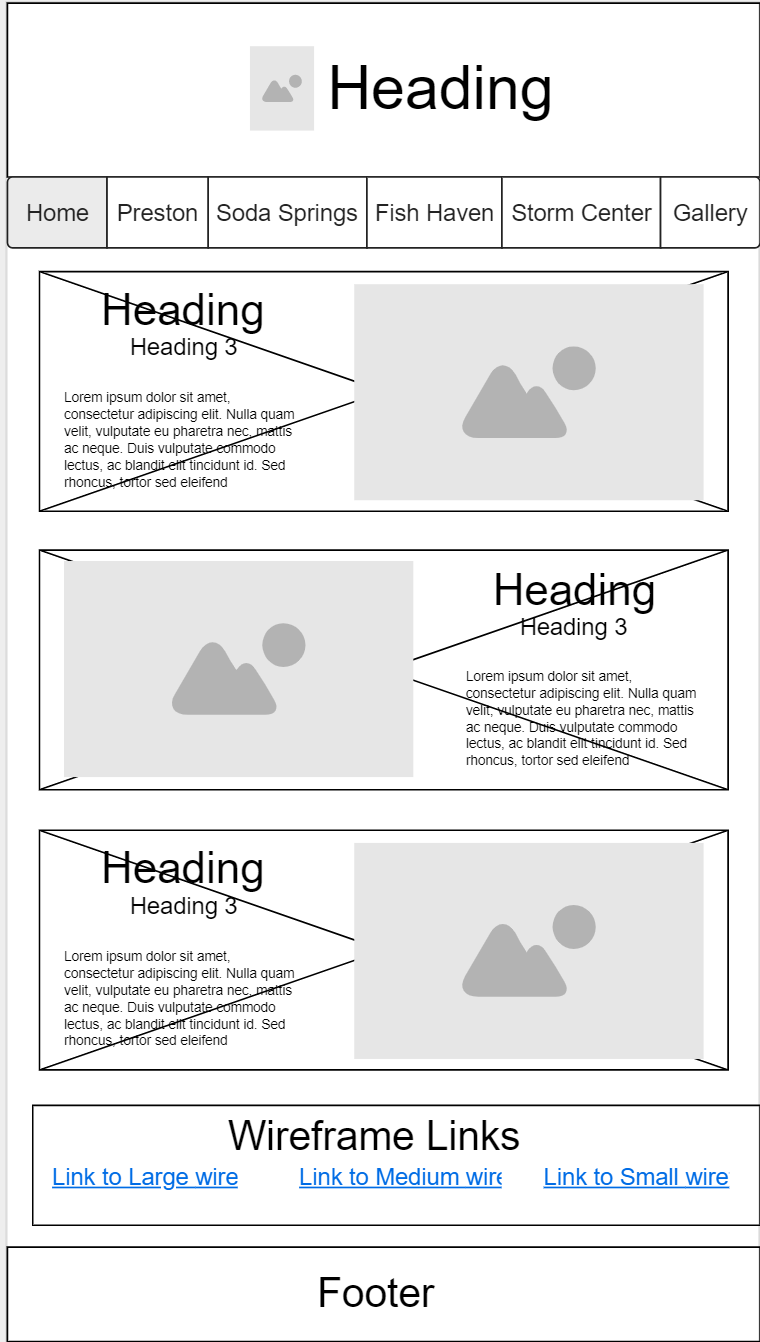 Heading
Home Preston Soda Springs Fish Haven Storm Center Gallery
Heading
Heading 3
Lorem ipsum dolor sit amet,
consectetur adipiscing elit. Nulla quam
velit, vulputate eu pharetra nec, mattis
ac neque. Duis vulputate commodo
lectus, ac blandit elit tincidunt id. Sed
rhoncus, tortor sed eleifend
Heading
Heading 3
Lorem ipsum dolor sit amet,
consectetur adipiscing elit. Nulla quam
velit, vulputate eu pharetra nec, mattis
ac neque. Duis vulputate commodo
lectus, ac blandit elit tincidunt id. Sed
rhoncus, tortor sed eleifend
Heading
Heading 3
Lorem ipsum dolor sit amet,
consectetur adipiscing elit. Nulla quam
velit, vulputate eu pharetra nec, mattis
ac neque. Duis vulputate commodo
lectus, ac blandit elit tincidunt id. Sed
rhoncus, tortor sed eleifend
Wireframe Links
Link to Large wire Link to Medium wire Link to Small wire
Footer